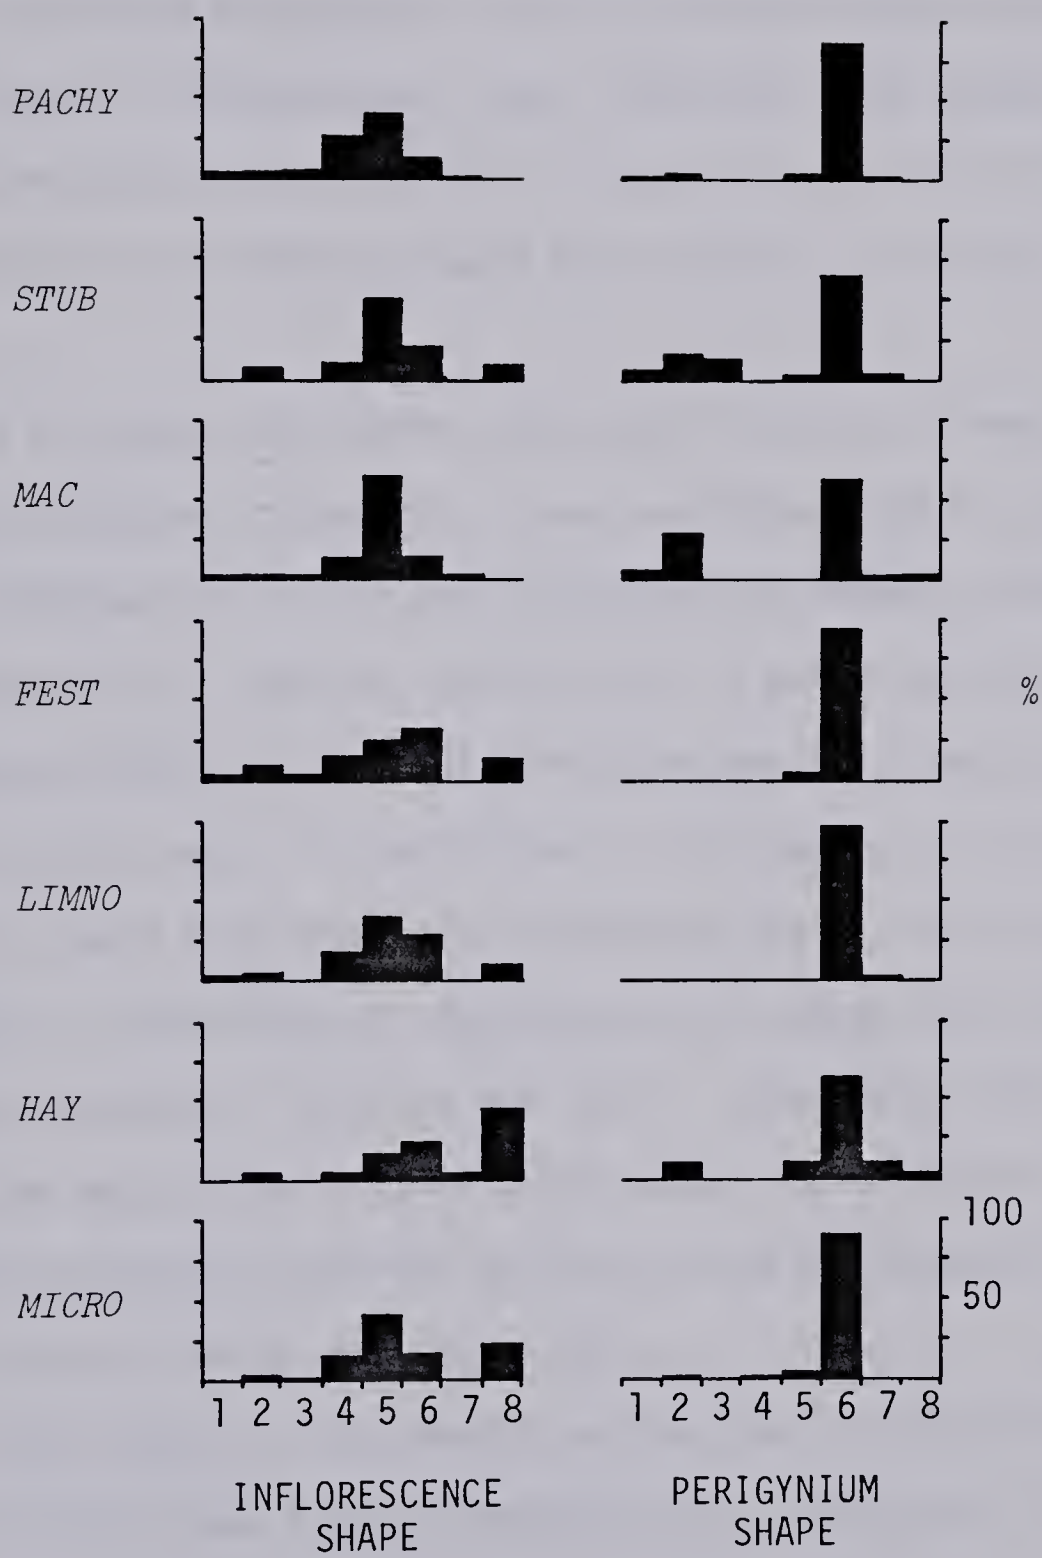 PACHY
STUB
MAC
FEST
%
LIMNO
HAY
100
MICRO
50
1 2 3 4 5 6 7 8
1 2 3 4 5 6 7 8
INFLORESCENCE
SHAPE
PERIGYNIUM
SHAPE